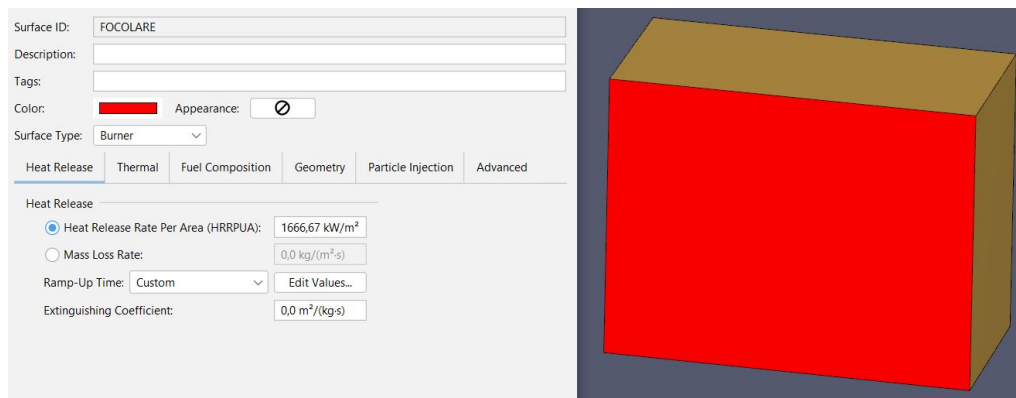 Surface ID: FOCOLARE
Description:
Tags:
Color: Appearance:
Surface Type: Burner
Heat Release Thermal Fuel Composition Geometry Particle Injection Advanced
Heat Release
Heat Release Rate Per Area (HRRPUA): 1666,67 kW/m²
Mass Loss Rate: 0,0 kg/(m²·s)
Ramp-Up Time: Custom Edit Values...
Extinguishing Coefficient: 0,0 m²/(kg·s)